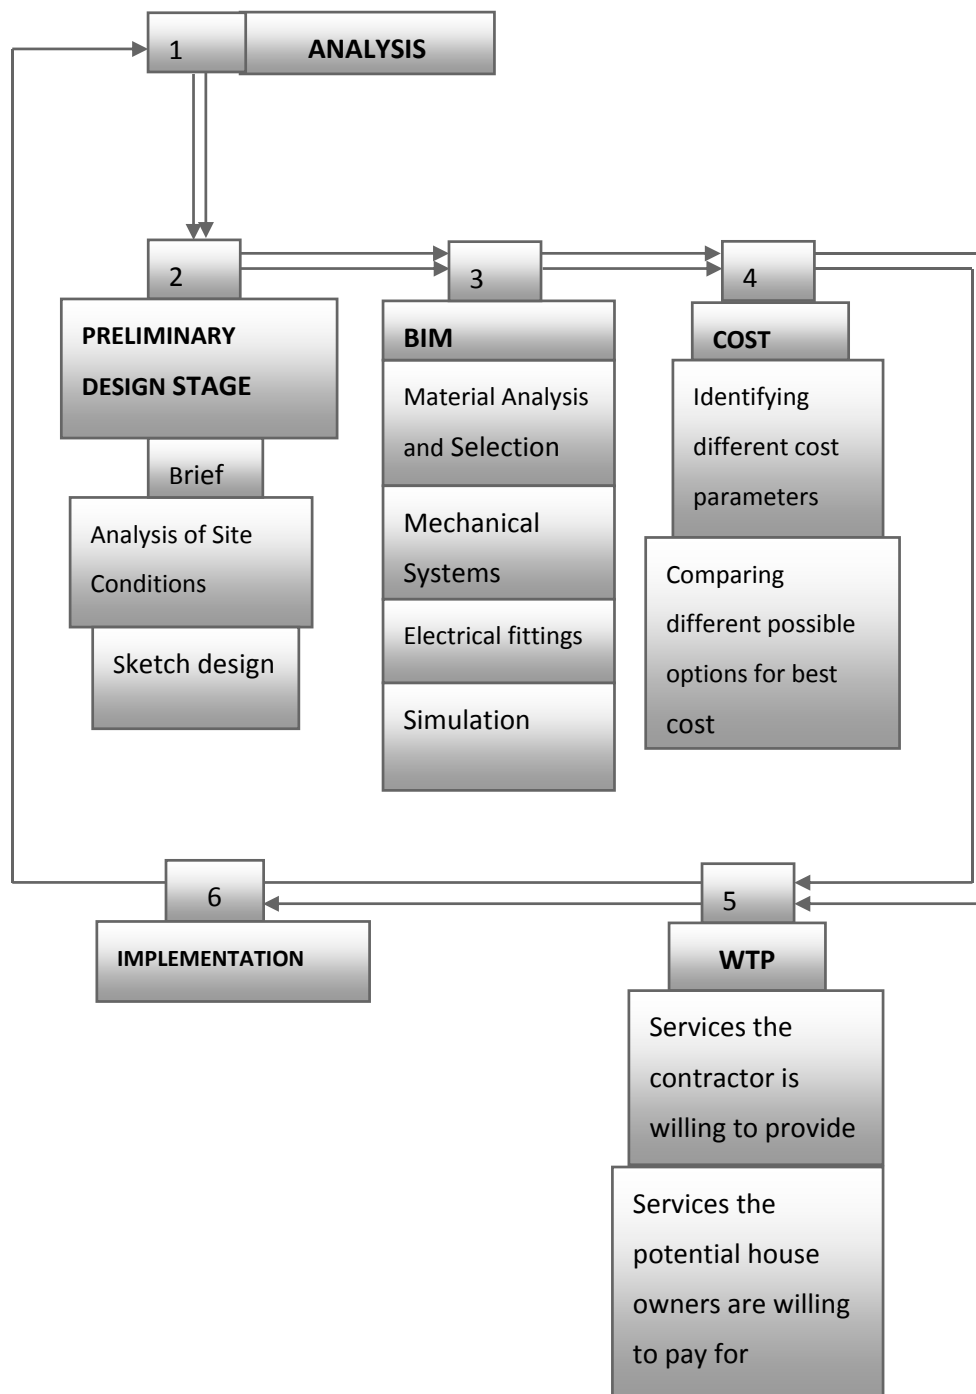 1
ANALYSIS
2
PRELIMINARY
DESIGN STAGE
Brief
Analysis of Site
Conditions
Sketch design
3
BIM
Material Analysis
and Selection
Mechanical
Systems
Electrical fittings
Simulation
4
COST
Identifying
different cost
parameters
Comparing
different possible
options for best
cost
5
WTP
Services the
contractor is
willing to provide
Services the
potential house
owners are willing
to pay for
6
IMPLEMENTATION